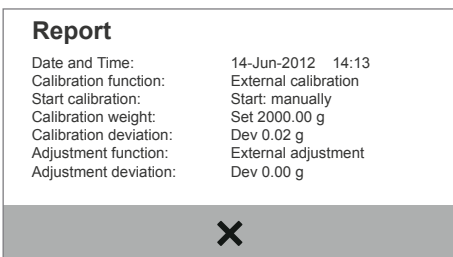 Report
Date and Time: 14-Jun-2012 14:13
Calibration function: External calibration
Start calibration: Start: manually
Calibration weight: Set 2000.00 g
Calibration deviation: Dev 0.02 g
Adjustment function: External adjustment
Adjustment deviation: Dev 0.00 g